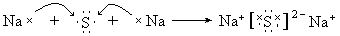 Na× + :S: + ×Na ⟶ Na⁺ [:S:]²⁻ Na⁺